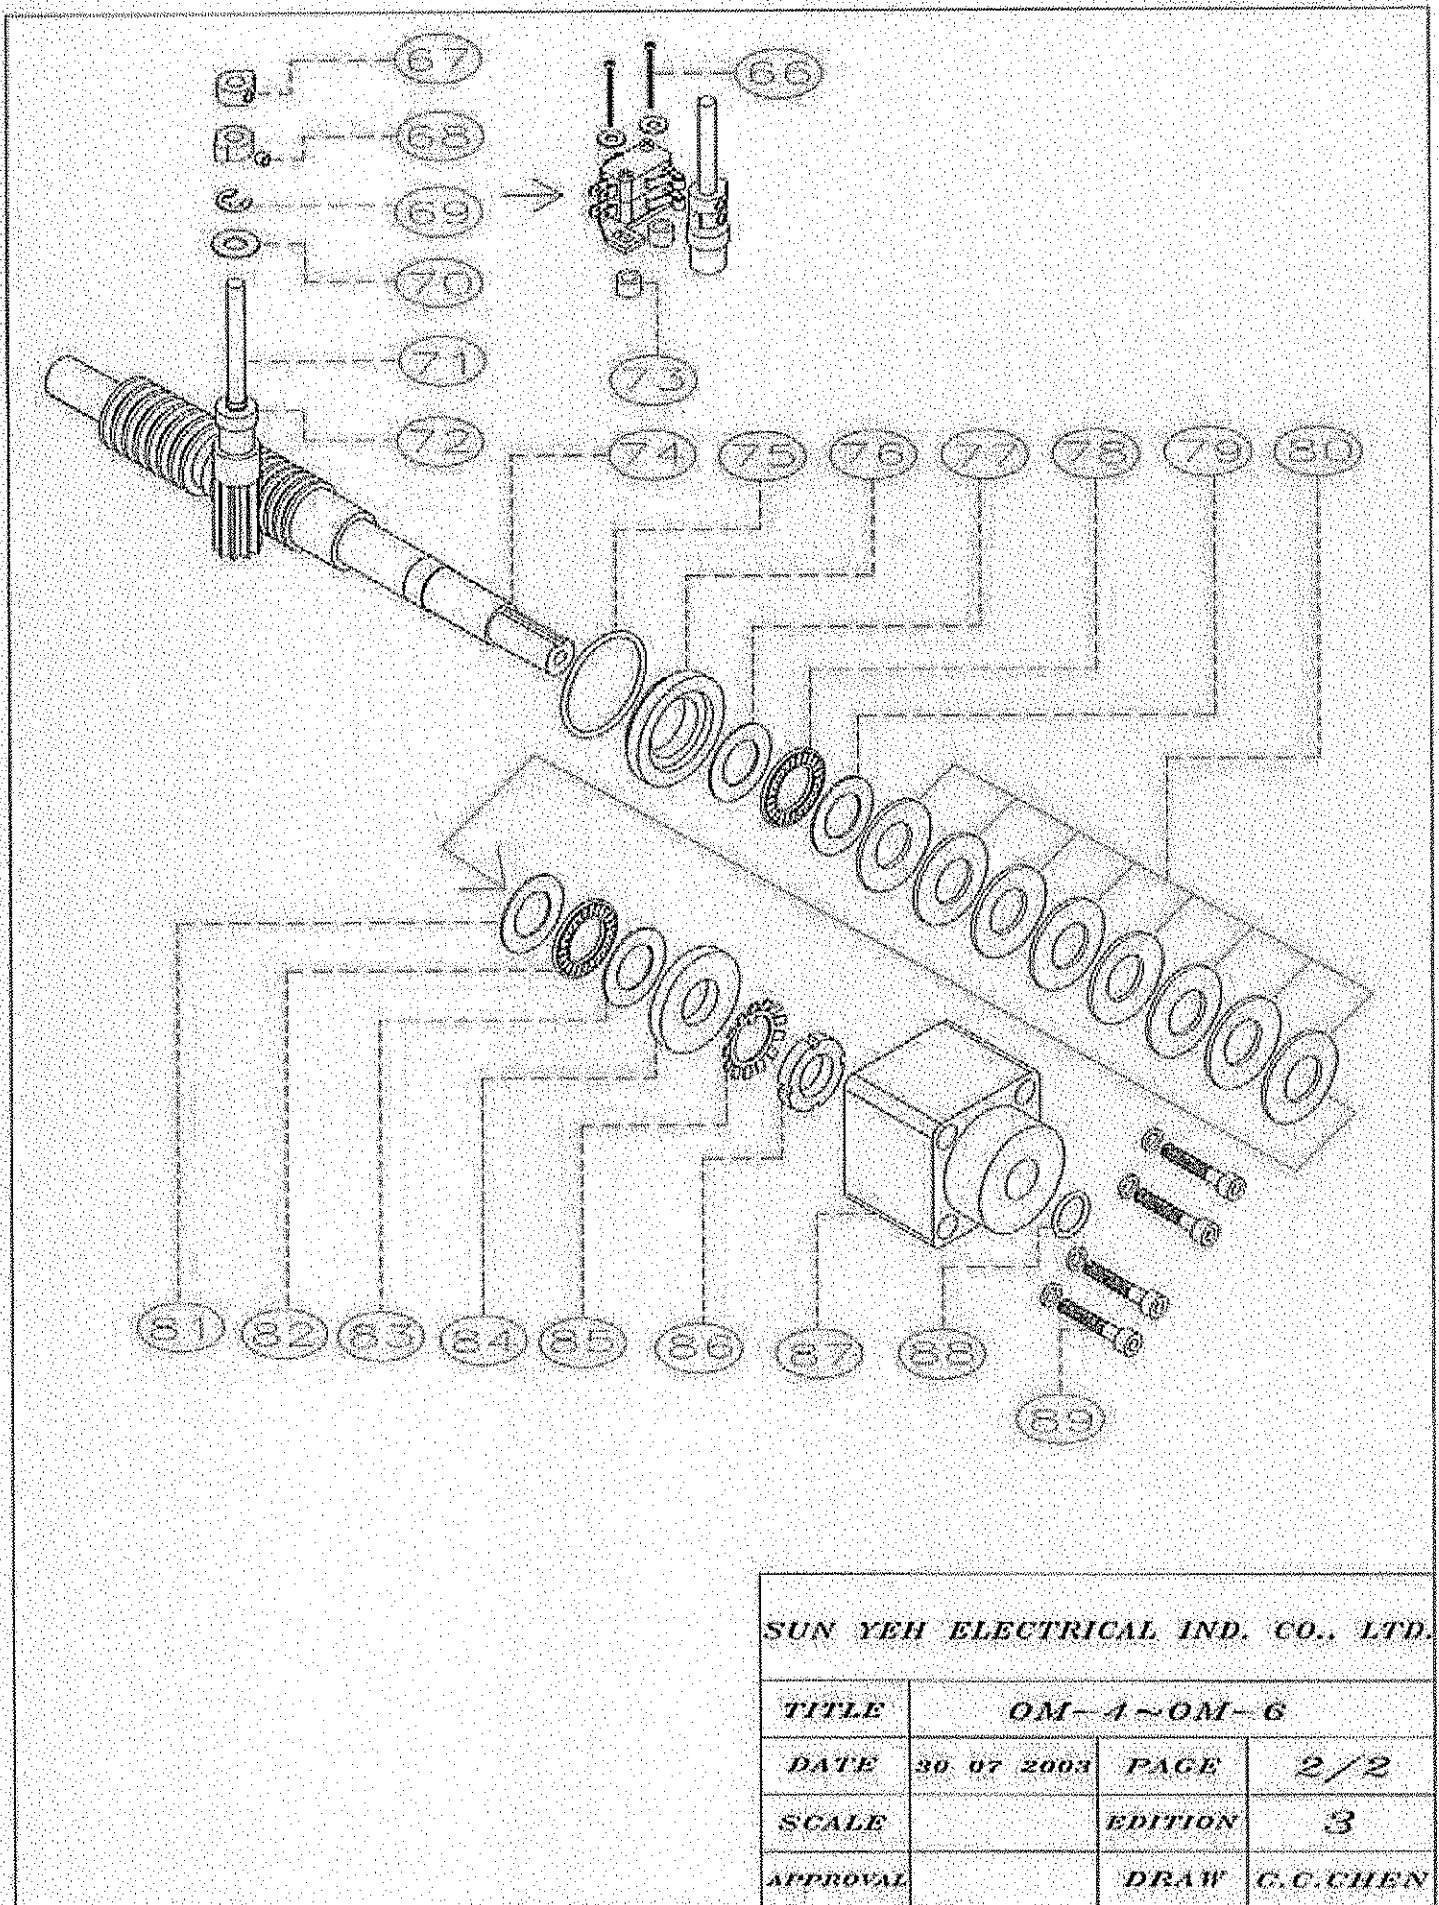 67
66
68
69
70
71
73
72
74 75 76 77 78 79 80
81 82 83 84 85 86 87 88
89
SUN YEH ELECTRICAL IND. CO., LTD.
TITLE OM-4~OM-6
DATE 30 07 2003 PAGE 2/2
SCALE EDITION 3
APPROVAL DRAW C.C.CHEN